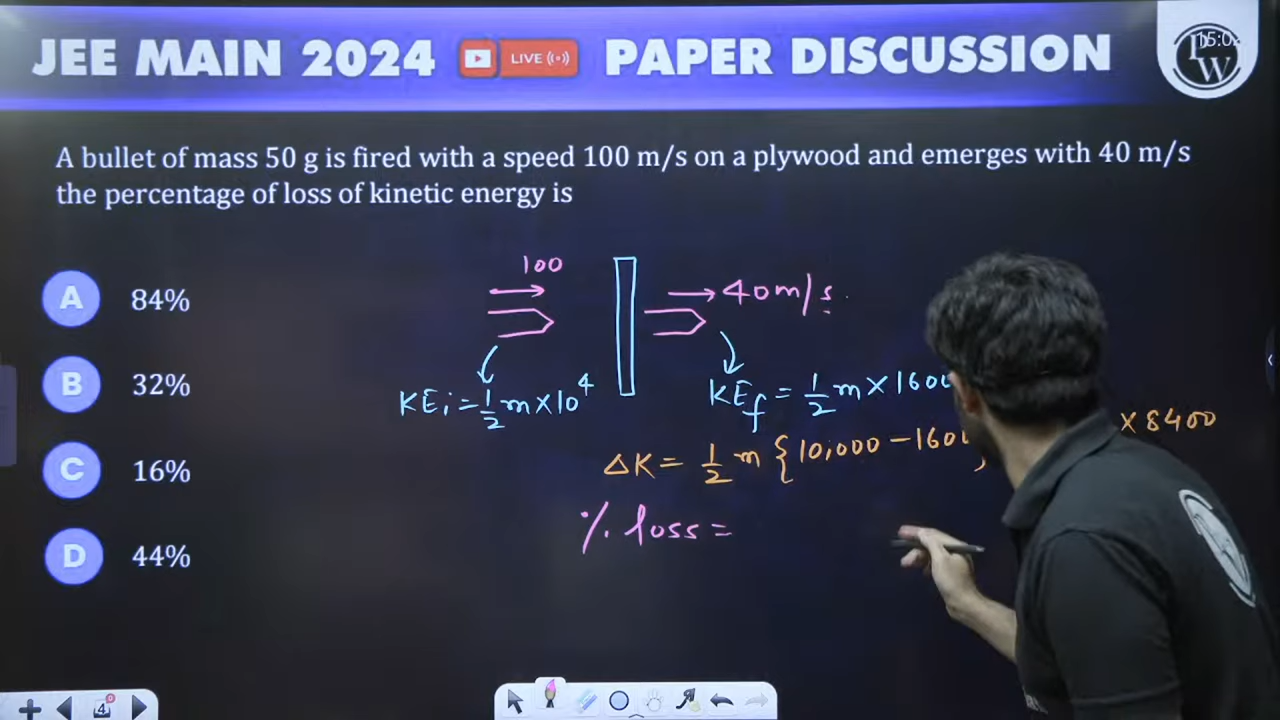 JEE MAIN 2024 LIVE PAPER DISCUSSION
PW
A bullet of mass 50 g is fired with a speed 100 m/s on a plywood and emerges with 40 m/s
the percentage of loss of kinetic energy is
A 84%
B 32%
C 16%
D 44%
100
→40m/s.
KEi = 1/2 m×10^4
KEf = 1/2 m×160
ΔK = 1/2 m {10,000 – 160
×8400
% loss =
4